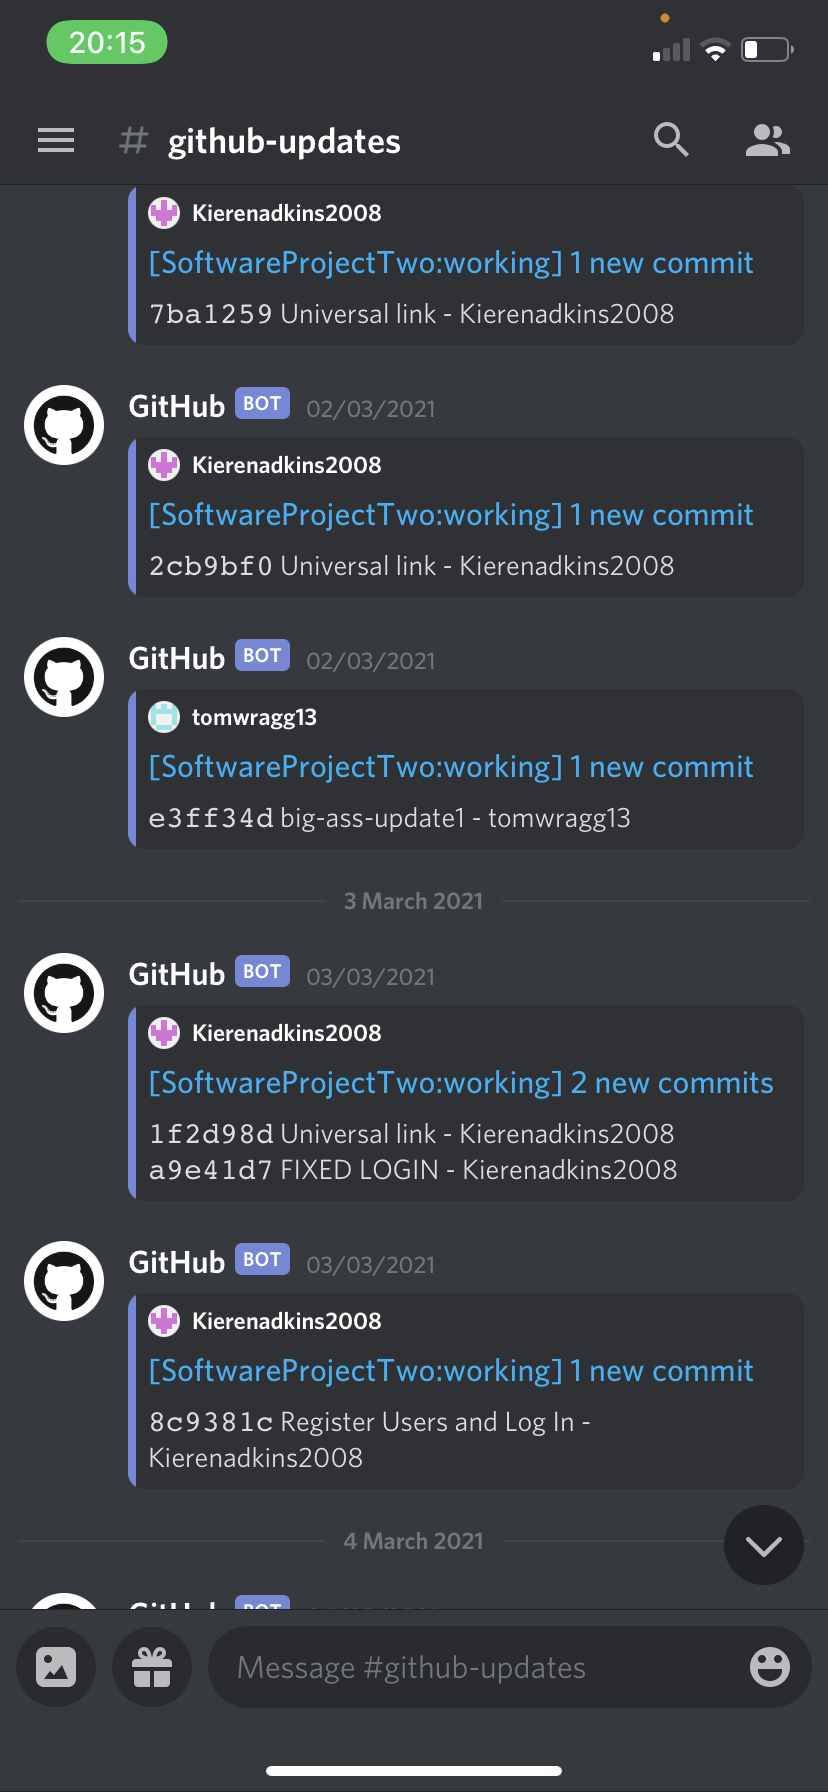 20:15
# github-updates
Kierenadkins2008
[SoftwareProjectTwo:working] 1 new commit
7ba1259 Universal link - Kierenadkins2008
GitHub BOT 02/03/2021
Kierenadkins2008
[SoftwareProjectTwo:working] 1 new commit
2cb9bf0 Universal link - Kierenadkins2008
GitHub BOT 02/03/2021
tomwragg13
[SoftwareProjectTwo:working] 1 new commit
e3ff34d big-ass-update1 - tomwragg13
3 March 2021
GitHub BOT 03/03/2021
Kierenadkins2008
[SoftwareProjectTwo:working] 2 new commits
1f2d98d Universal link - Kierenadkins2008
a9e41d7 FIXED LOGIN - Kierenadkins2008
GitHub BOT 03/03/2021
Kierenadkins2008
[SoftwareProjectTwo:working] 1 new commit
8c9381c Register Users and Log In -
Kierenadkins2008
4 March 2021
GitHub BOT
Message #github-updates